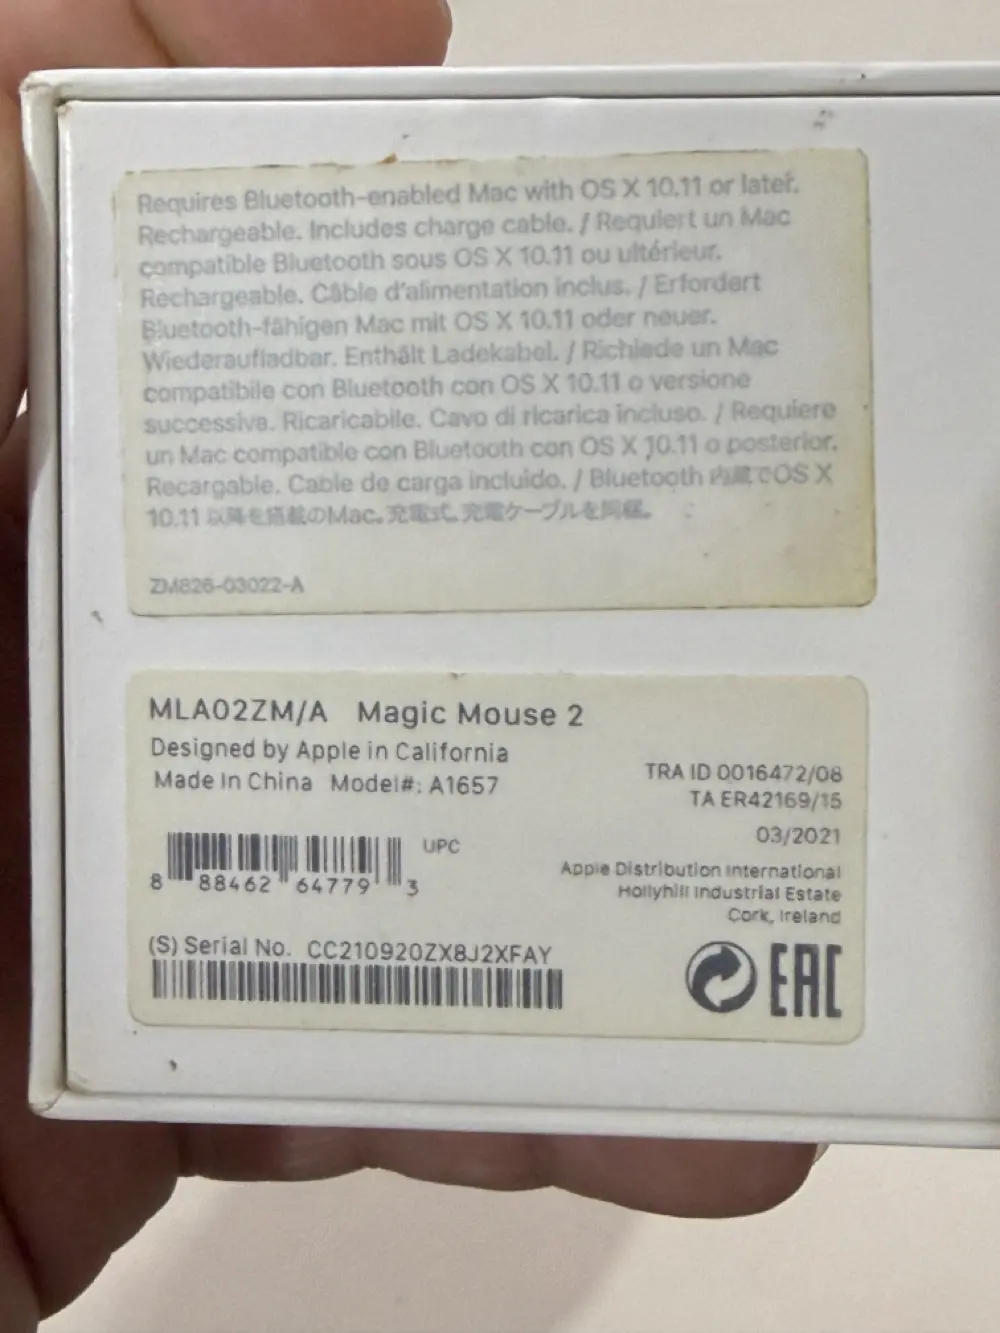 Requires Bluetooth-enabled Mac with OS X 10.11 or later.
Rechargeable. Includes charge cable. / Requiert un Mac
compatible Bluetooth sous OS X 10.11 ou ultérieur.
Rechargeable. Câble d'alimentation inclus. / Erfordert
Bluetooth-fähigen Mac mit OS X 10.11 oder neuer.
Wiederaufladbar. Enthält Ladekabel. / Richiede un Mac
compatibile con Bluetooth con OS X 10.11 o versione
successiva. Ricaricabile. Cavo di ricarica incluso. / Requiere
un Mac compatible con Bluetooth con OS X 10.11 o posterior.
Recargable. Cable de carga incluido. / Bluetooth 内蔵でOS X
10.11 以降を搭載のMac。充電式。充電ケーブルを同梱。
ZM826-03022-A
MLA02ZM/A Magic Mouse 2
Designed by Apple in California
Made in China Model#: A1657
TRA ID 0016472/08
TA ER42169/15
03/2021
UPC
8 88462 64779 3
Apple Distribution International
Hollyhill Industrial Estate
Cork, Ireland
(S) Serial No. CC210920ZX8J2XFAY
EAC